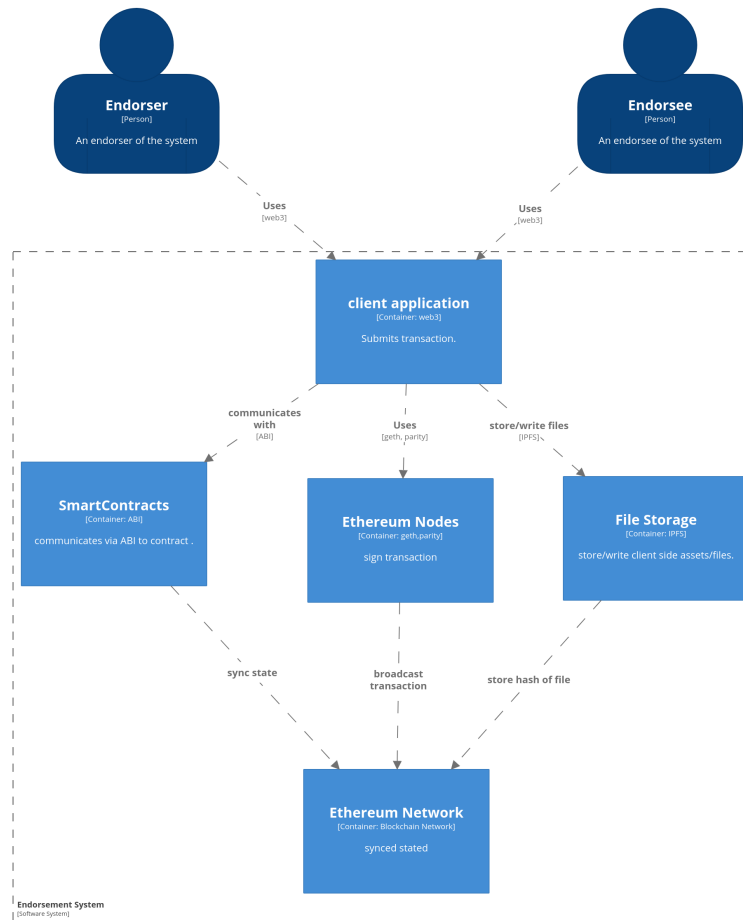 Endorser
[Person]
An endorser of the system
Endorsee
[Person]
An endorsee of the system
Uses
[web3]
Uses
[web3]
client application
[Container: web3]
Submits transaction.
communicates
with
[ABI]
Uses
[geth, parity]
store/write files
[IPFS]
SmartContracts
[Container: ABI]
communicates via ABI to contract .
Ethereum Nodes
[Container: geth,parity]
sign transaction
File Storage
[Container: IPFS]
store/write client side assets/files.
sync state
broadcast
transaction
store hash of file
Ethereum Network
[Container: Blockchain Network]
synced stated
Endorsement System
[Software System]